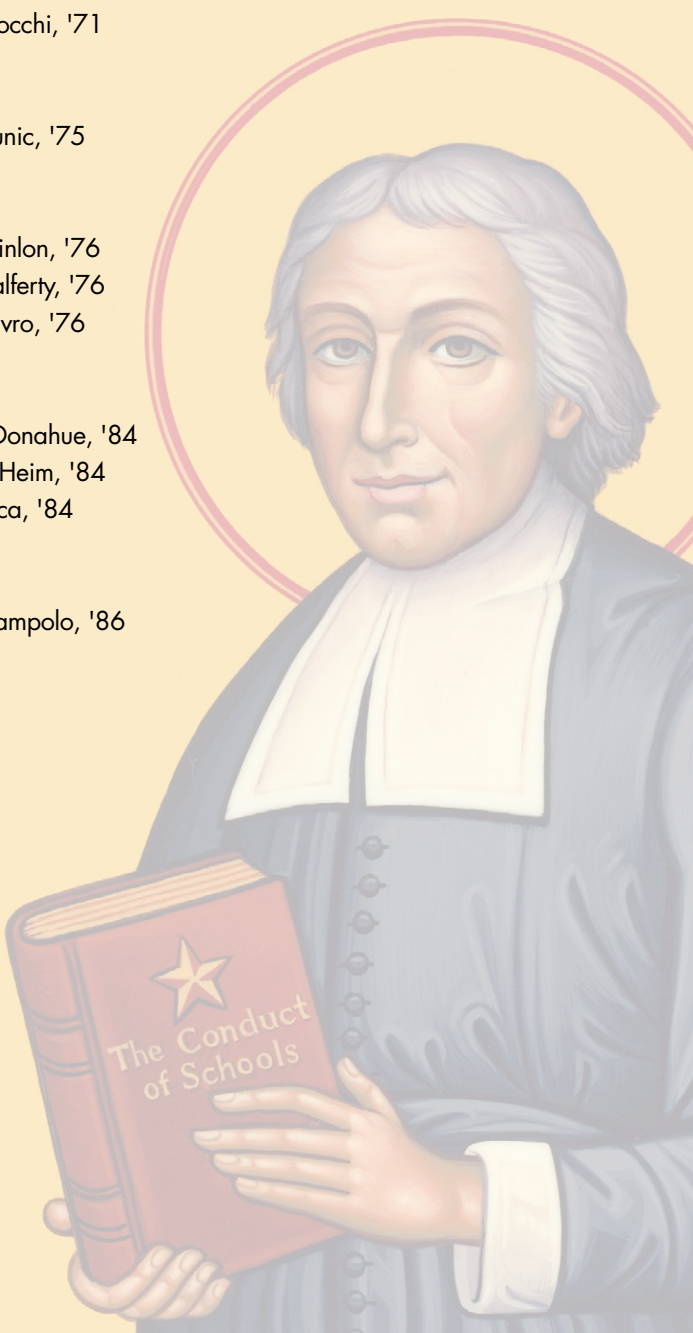 occhi, '71
unic, '75
inlon, '76
alferty, '76
vro, '76
Donahue, '84
Heim, '84
ca, '84
ampolo, '86
The Conduct
of Schools